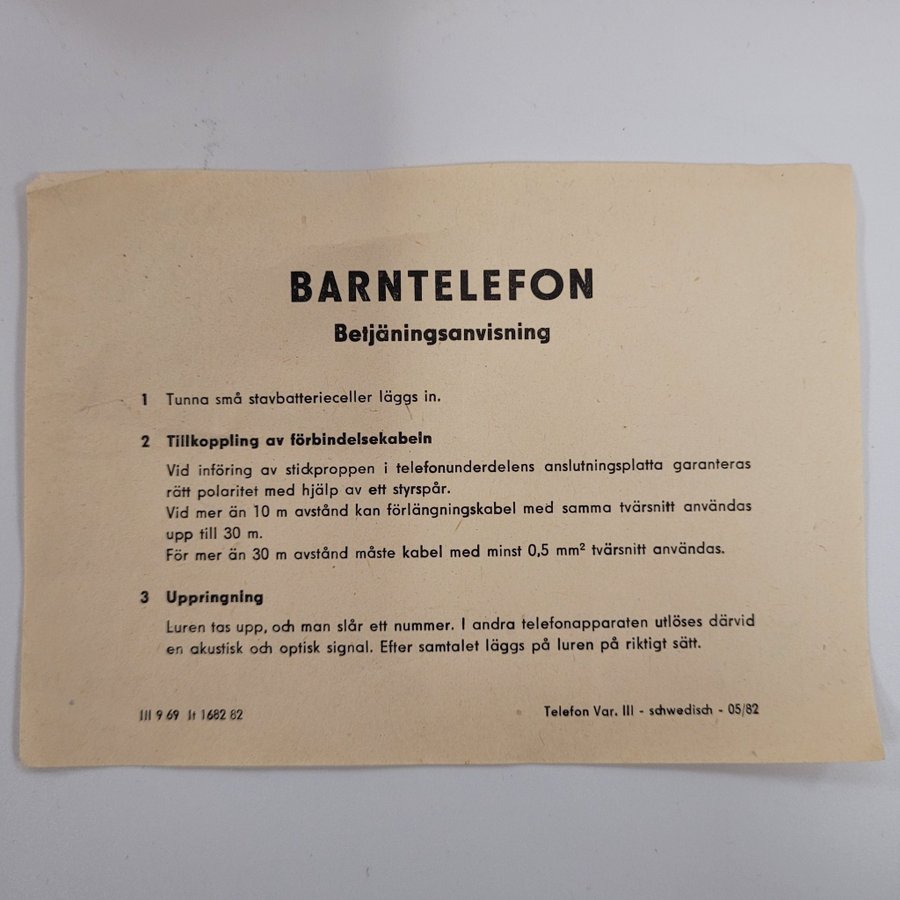 BARNTELEFON
Betjäningsanvisning
1 Tunna små stavbatterieceller läggs in.
2 Tillkoppling av förbindelsekabeln
Vid införing av stickproppen i telefonunderdelens anslutningsplatta garanteras
rätt polaritet med hjälp av ett styrspår.
Vid mer än 10 m avstånd kan förlängningskabel med samma tvärsnitt användas
upp till 30 m.
För mer än 30 m avstånd måste kabel med minst 0,5 mm² tvärsnitt användas.
3 Uppringning
Luren tas upp, och man slår ett nummer. I andra telefonapparaten utlöses därvid
en akustisk och optisk signal. Efter samtalet läggs på luren på riktigt sätt.
III 9 69 It 1682 82
Telefon Var. III - schwedisch - 05/82